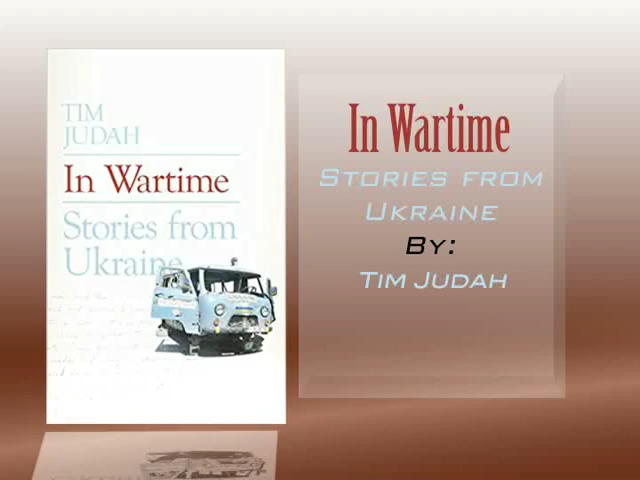 TIM
JUDAH
In Wartime
Stories from
Ukraine
In Wartime
Stories from
Ukraine
By:
Tim Judah